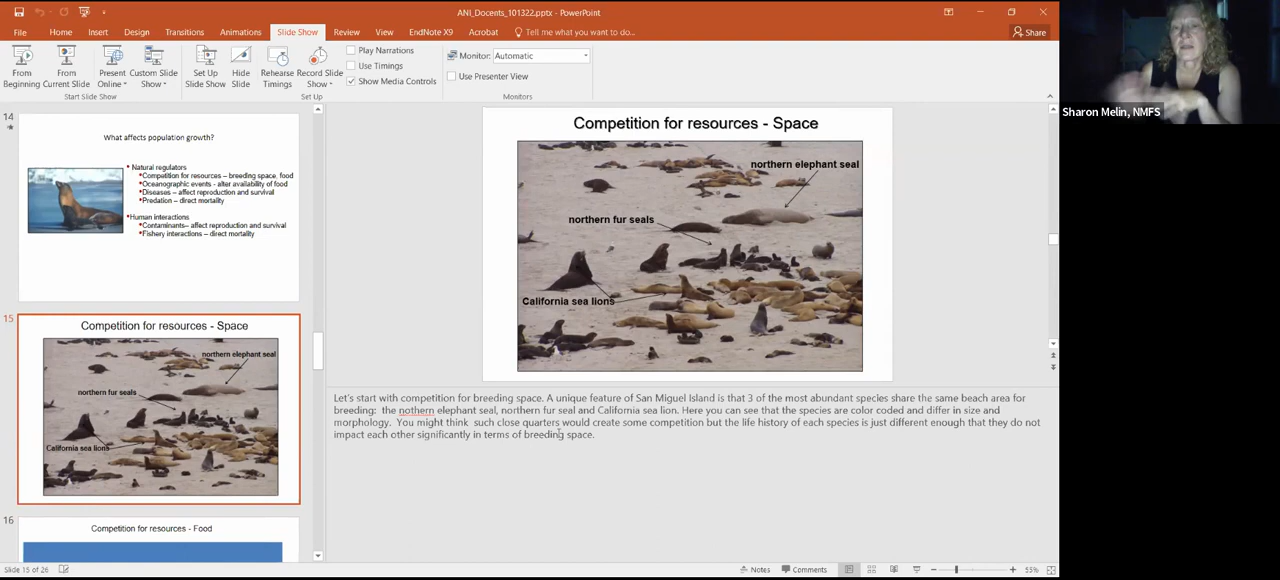 ANI_Docents_101322.pptx - PowerPoint
File Home Insert Design Transitions Animations Slide Show Review View EndNote X9 Acrobat Tell me what you want to do... Share
From Beginning
From Current Slide
Present Online
Custom Slide Show
Start Slide Show
Set Up Slide Show
Hide Slide
Rehearse Timings
Record Slide Show
Play Narrations
Use Timings
Show Media Controls
Set Up
Monitor: Automatic
Use Presenter View
Monitors
Sharon Melin, NMFS
14
What affects population growth?
Natural regulators
Competition for resources – breeding space, food
Oceanographic events - alter availability of food
Diseases – affect reproduction and survival
Predation – direct mortality
Human interactions
Contaminants– affect reproduction and survival
Fishery interactions – direct mortality
15
Competition for resources - Space
northern elephant seal
northern fur seals
California sea lions
16
Competition for resources - Food
Competition for resources - Space
northern elephant seal
northern fur seals
California sea lions
Let's start with competition for breeding space. A unique feature of San Miguel Island is that 3 of the most abundant species share the same beach area for
breeding: the nothern elephant seal, northern fur seal and California sea lion. Here you can see that the species are color coded and differ in size and
morphology. You might think such close quarters would create some competition but the life history of each species is just different enough that they do not
impact each other significantly in terms of breeding space.
Slide 15 of 26
Notes
Comments
55%